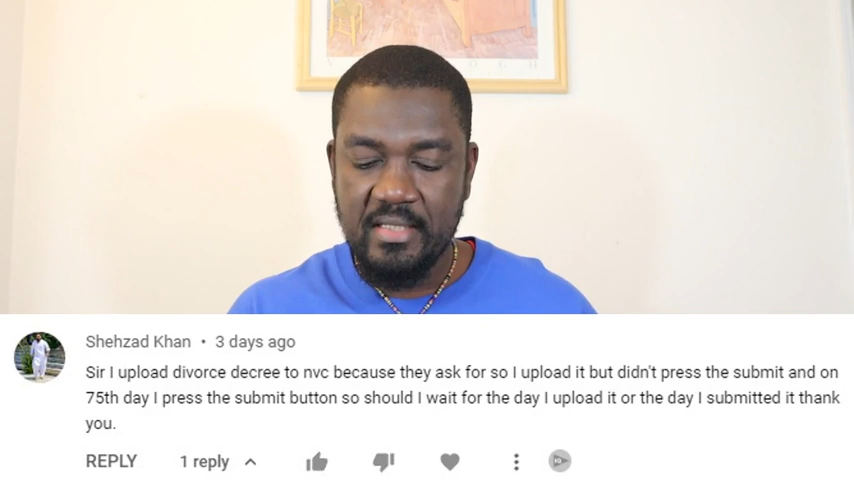 Shehzad Khan • 3 days ago
Sir I upload divorce decree to nvc because they ask for so I upload it but didn't press the submit and on
75th day I press the submit button so should I wait for the day I upload it or the day I submitted it thank
you.
REPLY 1 reply